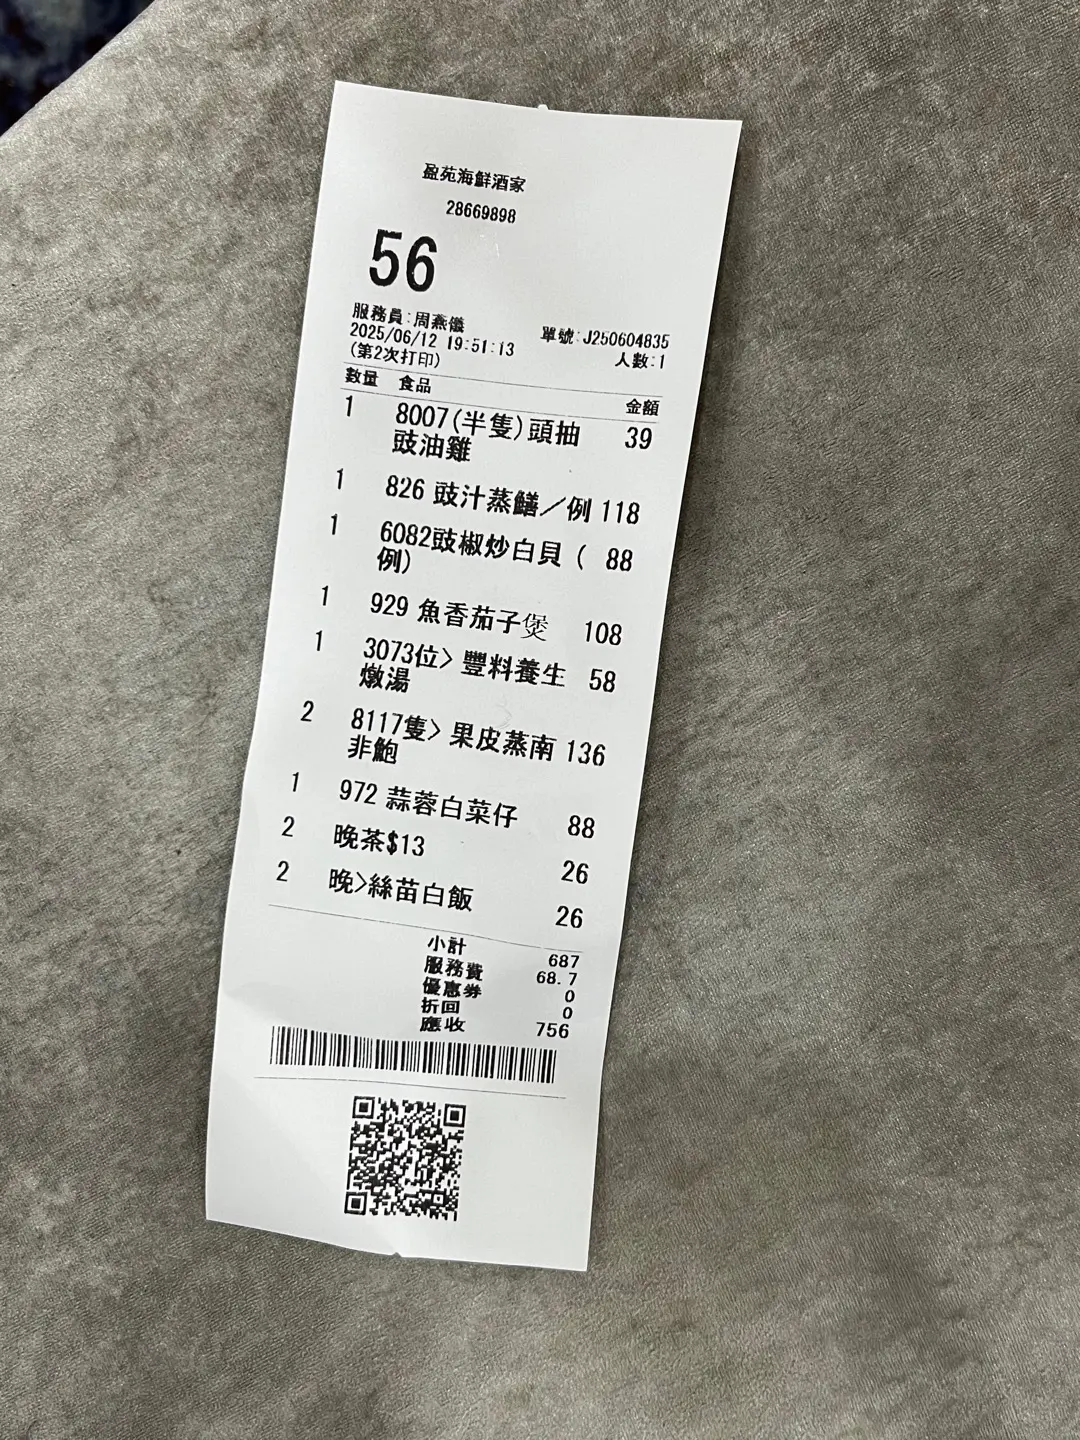 盈苑海鮮酒家
28669898
56
服務員:周燕儀
2025/06/12 19:51:13 單號:J250604835
(第2次打印) 人數:1
數量 食品 金額
1 8007(半隻)頭抽 39
豉油雞
1 826 豉汁蒸鱔/例 118
1 6082豉椒炒白貝( 88
例)
1 929 魚香茄子煲 108
1 3073位>豐料養生 58
燉湯
2 8117隻>果皮蒸南 136
非鮑
1 972 蒜蓉白菜仔 88
2 晚茶$13 26
2 晚>絲苗白飯 26
小計 687
服務費 68.7
優惠券 0
折回 0
應收 756